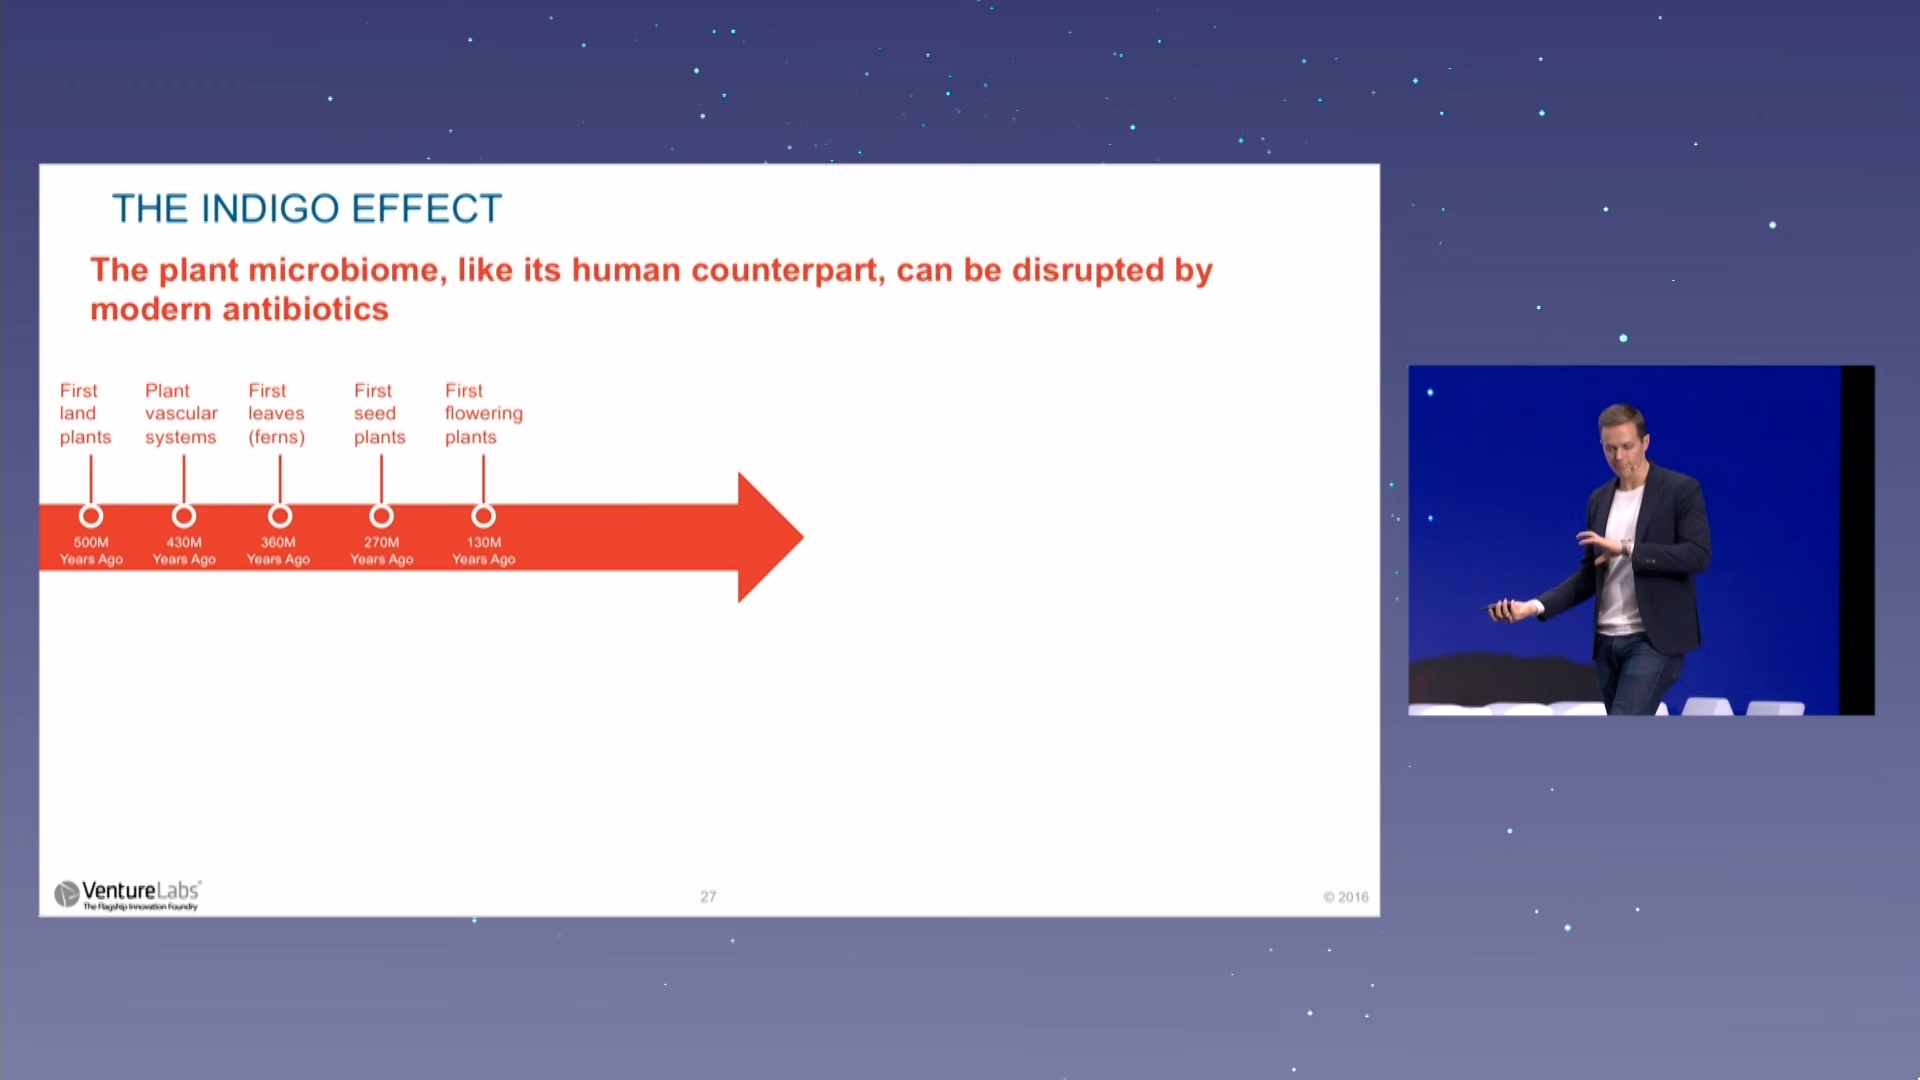 THE INDIGO EFFECT
The plant microbiome, like its human counterpart, can be disrupted by
modern antibiotics
First
land
plants
Plant
vascular
systems
First
leaves
(ferns)
First
seed
plants
First
flowering
plants
500M
Years Ago
430M
Years Ago
360M
Years Ago
270M
Years Ago
130M
Years Ago
VentureLabs®
The Flagship Innovation Foundry
27
© 2016